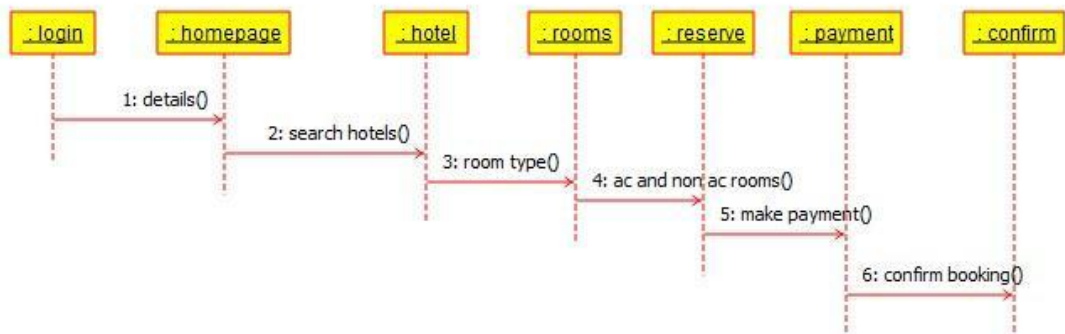 : login
: homepage
: hotel
: rooms
: reserve
: payment
: confirm
1: details()
2: search hotels()
3: room type()
4: ac and non ac rooms()
5: make payment()
6: confirm booking()